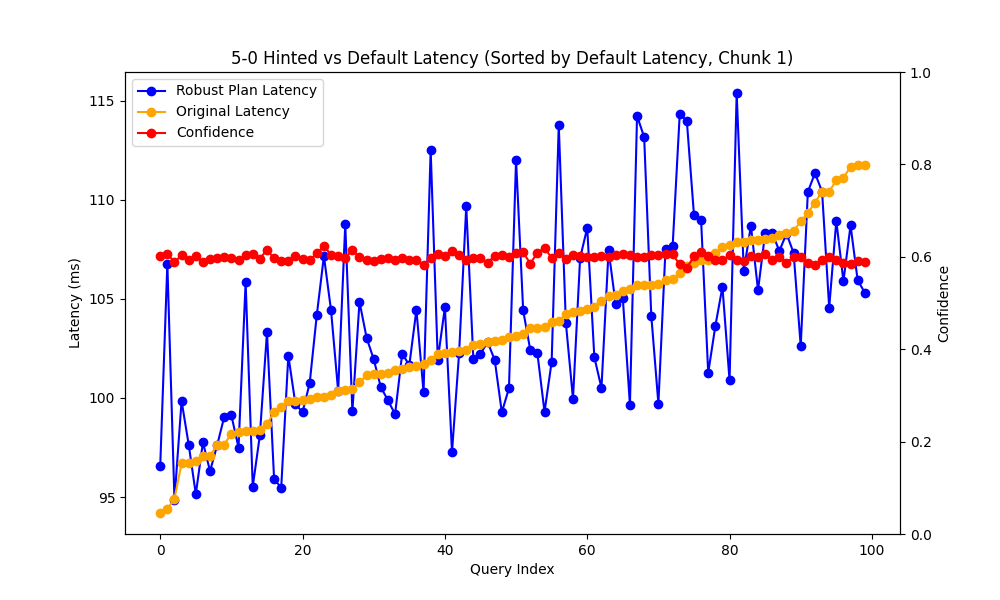 5-0 Hinted vs Default Latency (Sorted by Default Latency, Chunk 1)
Robust Plan Latency
Original Latency
Confidence
Latency (ms)
115
110
105
100
95
0
20
40
60
80
100
Query Index
1.0
0.8
0.6
0.4
0.2
0.0
Confidence